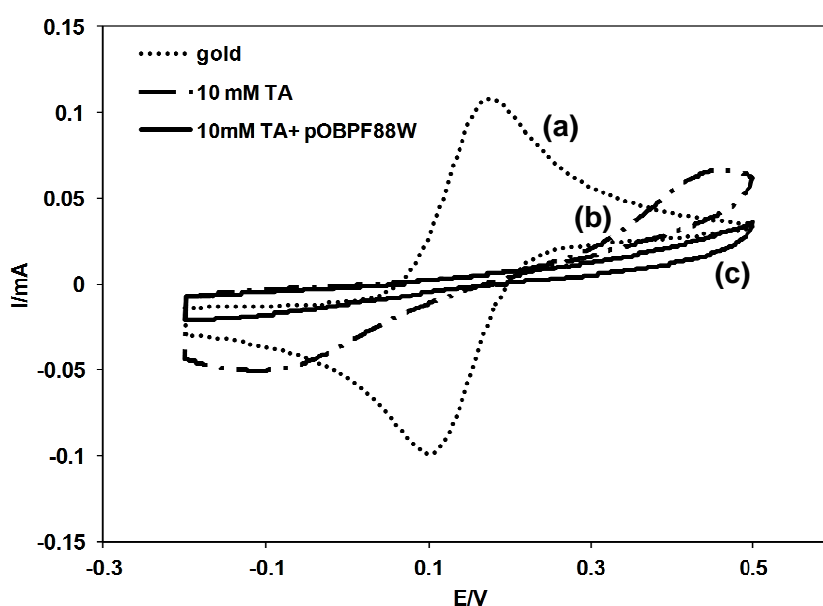 0.15
gold
10 mM TA
10mM TA+ pOBPF88W
0.1
(a)
0.05
(b)
0
(c)
I/mA
-0.05
-0.1
-0.15
-0.3 -0.1 0.1 0.3 0.5
E/V